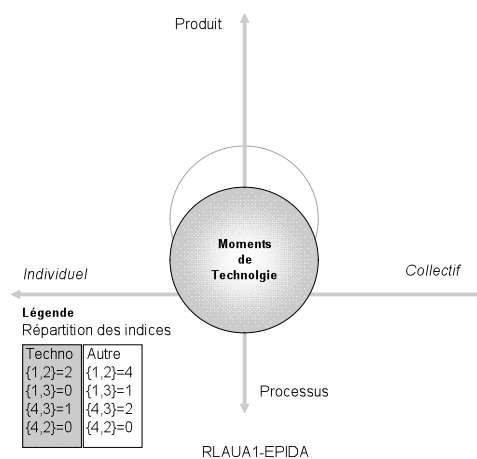 Produit
Moments
de
Technolgie
Individuel
Collectif
Légende
Répartition des indices
Techno Autre
{1,2}=2 {1,2}=4
{1,3}=0 {1,3}=1
{4,3}=1 {4,3}=2
{4,2}=0 {4,2}=0
Processus
RLAUA1-EPIDA